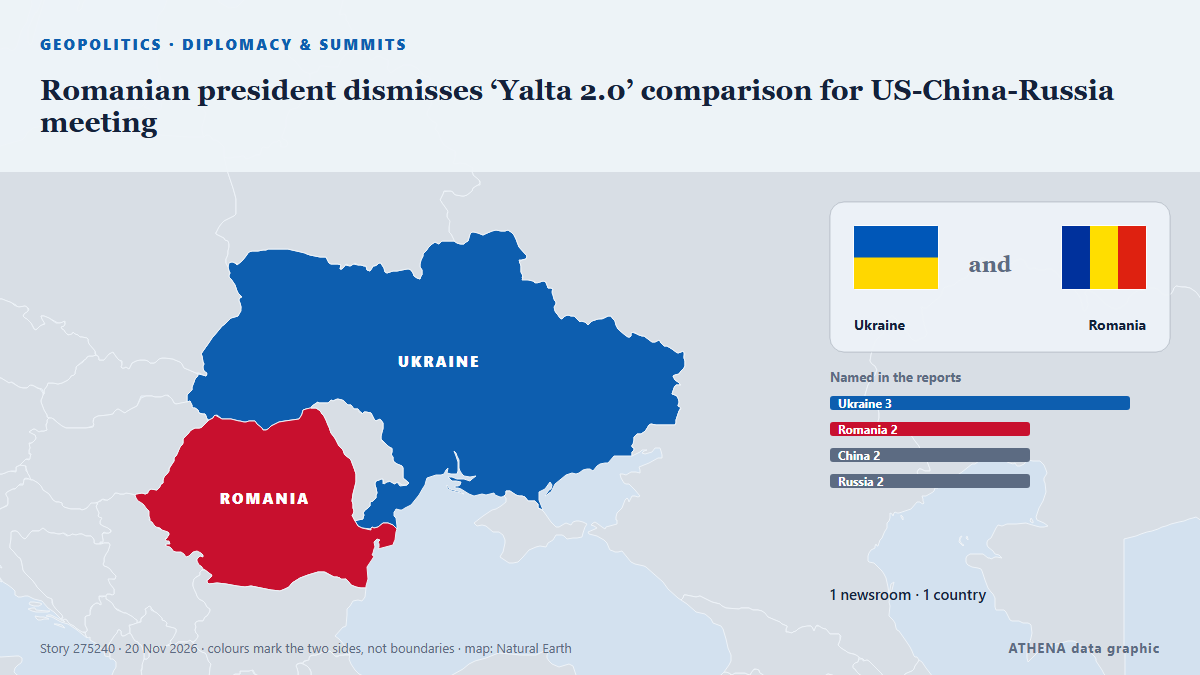 GEOPOLITICS · DIPLOMACY & SUMMITS
Romanian president dismisses ‘Yalta 2.0’ comparison for US-China-Russia
meeting
and
Ukraine
Romania
UKRAINE
ROMANIA
Named in the reports
Ukraine 3
Romania 2
China 2
Russia 2
1 newsroom · 1 country
Story 275240 · 20 Nov 2026 · colours mark the two sides, not boundaries · map: Natural Earth
ATHENA data graphic